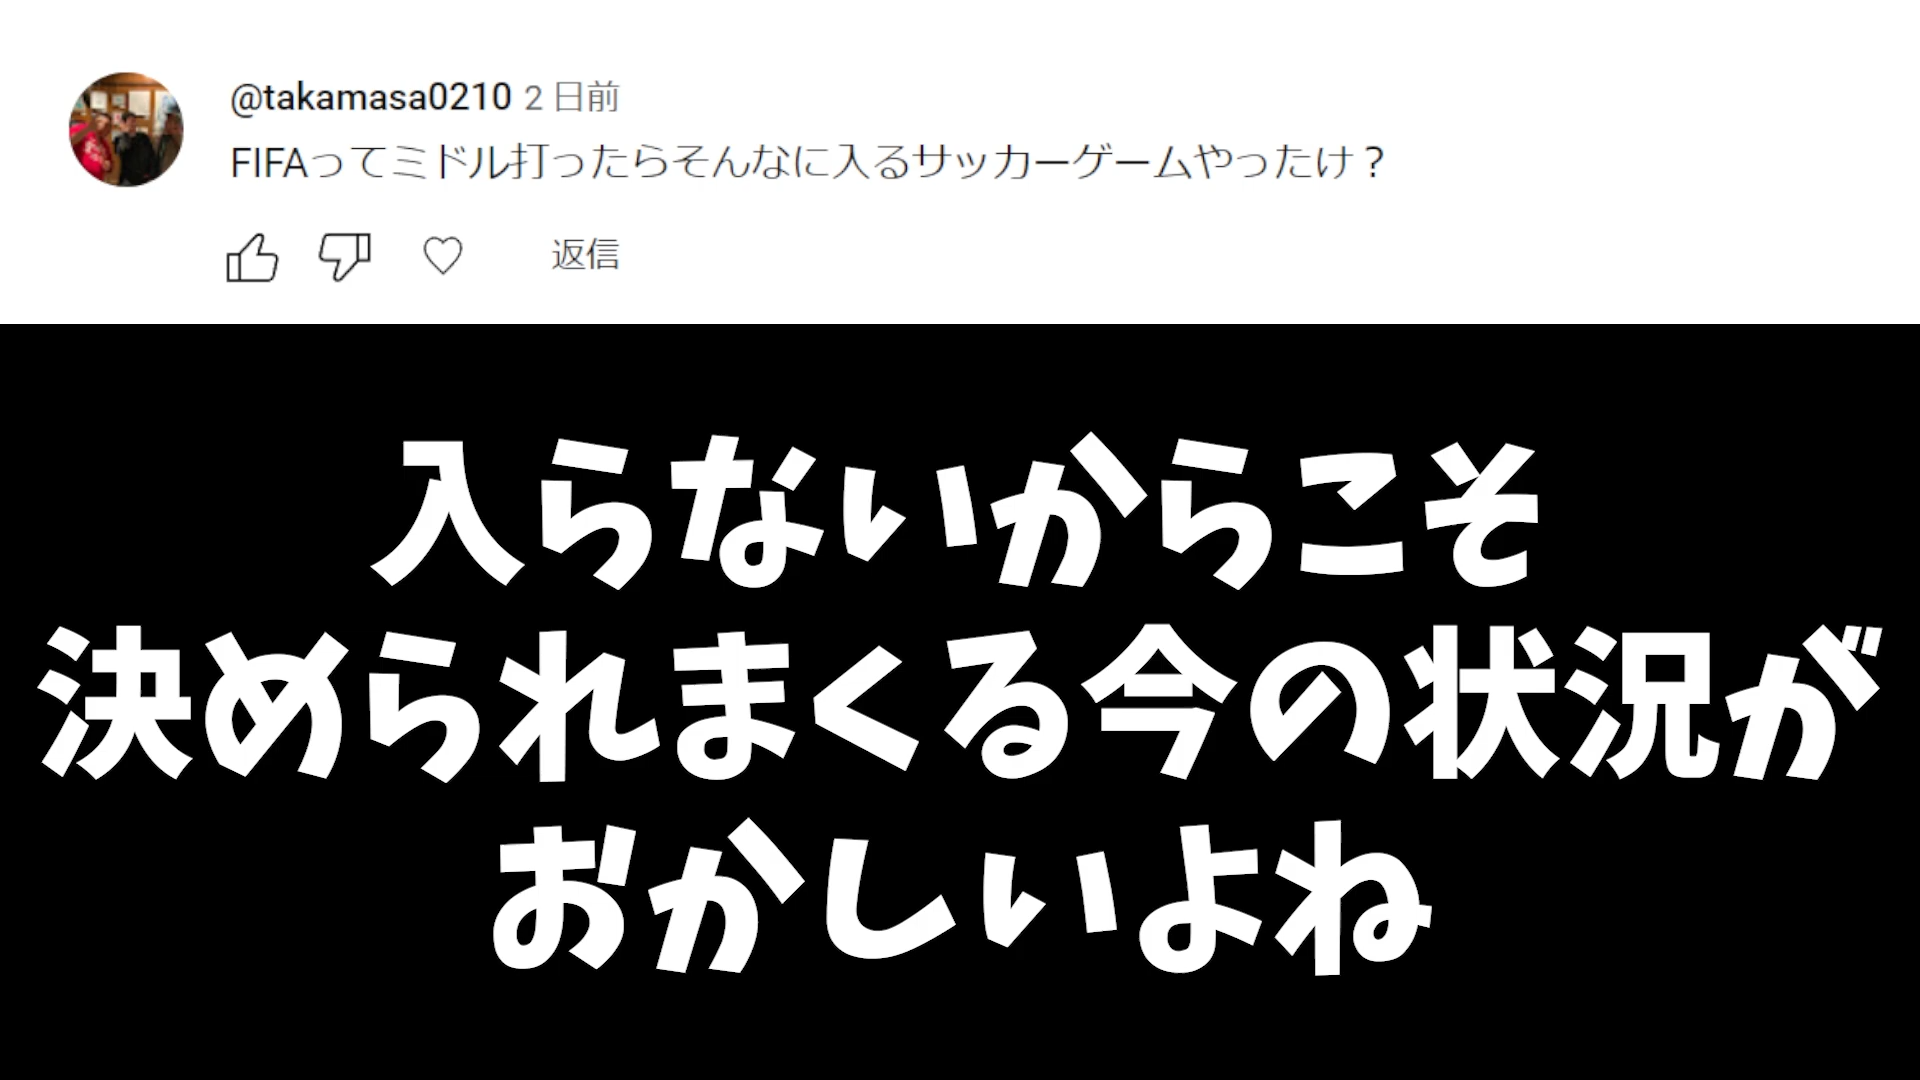 @takamasa0210 2 日前
FIFAってミドル打ったらそんなに入るサッカーゲームやったけ？
返信
入らないからこそ
決められまくる今の状況が
おかしいよね